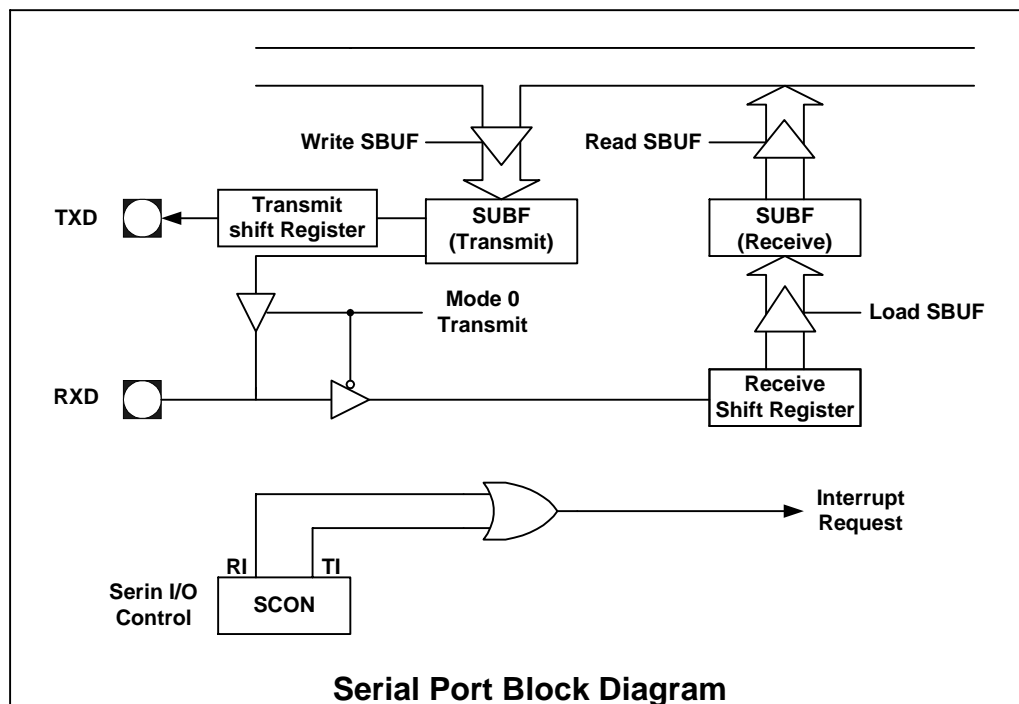 Write SBUF
Read SBUF
TXD
Transmit
shift Register
SUBF
(Transmit)
SUBF
(Receive)
Mode 0
Transmit
Load SBUF
RXD
Receive
Shift Register
Interrupt
Request
RI
TI
Serin I/O
Control
SCON
Serial Port Block Diagram